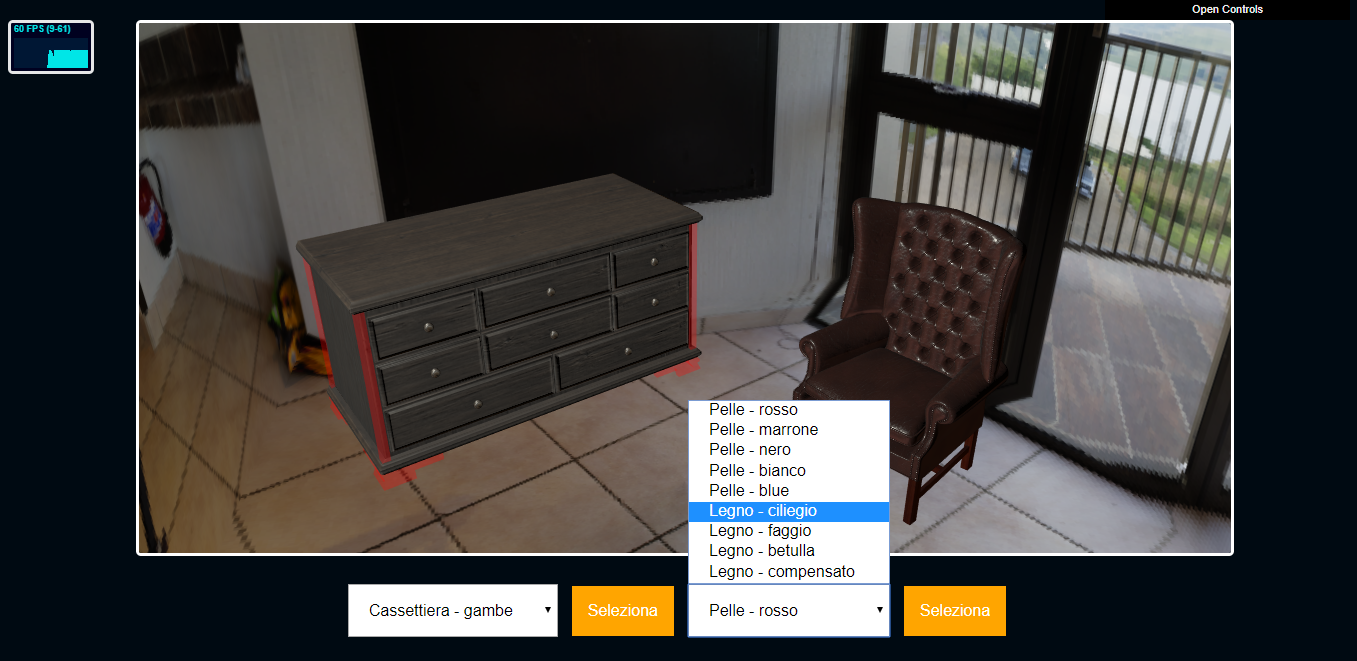 Open Controls
60 FPS (9-61)
Pelle - rosso
Pelle - marrone
Pelle - nero
Pelle - bianco
Pelle - blue
Legno - ciliegio
Legno - faggio
Legno - betulla
Legno - compensato
Cassettiera - gambe
Seleziona
Pelle - rosso
Seleziona